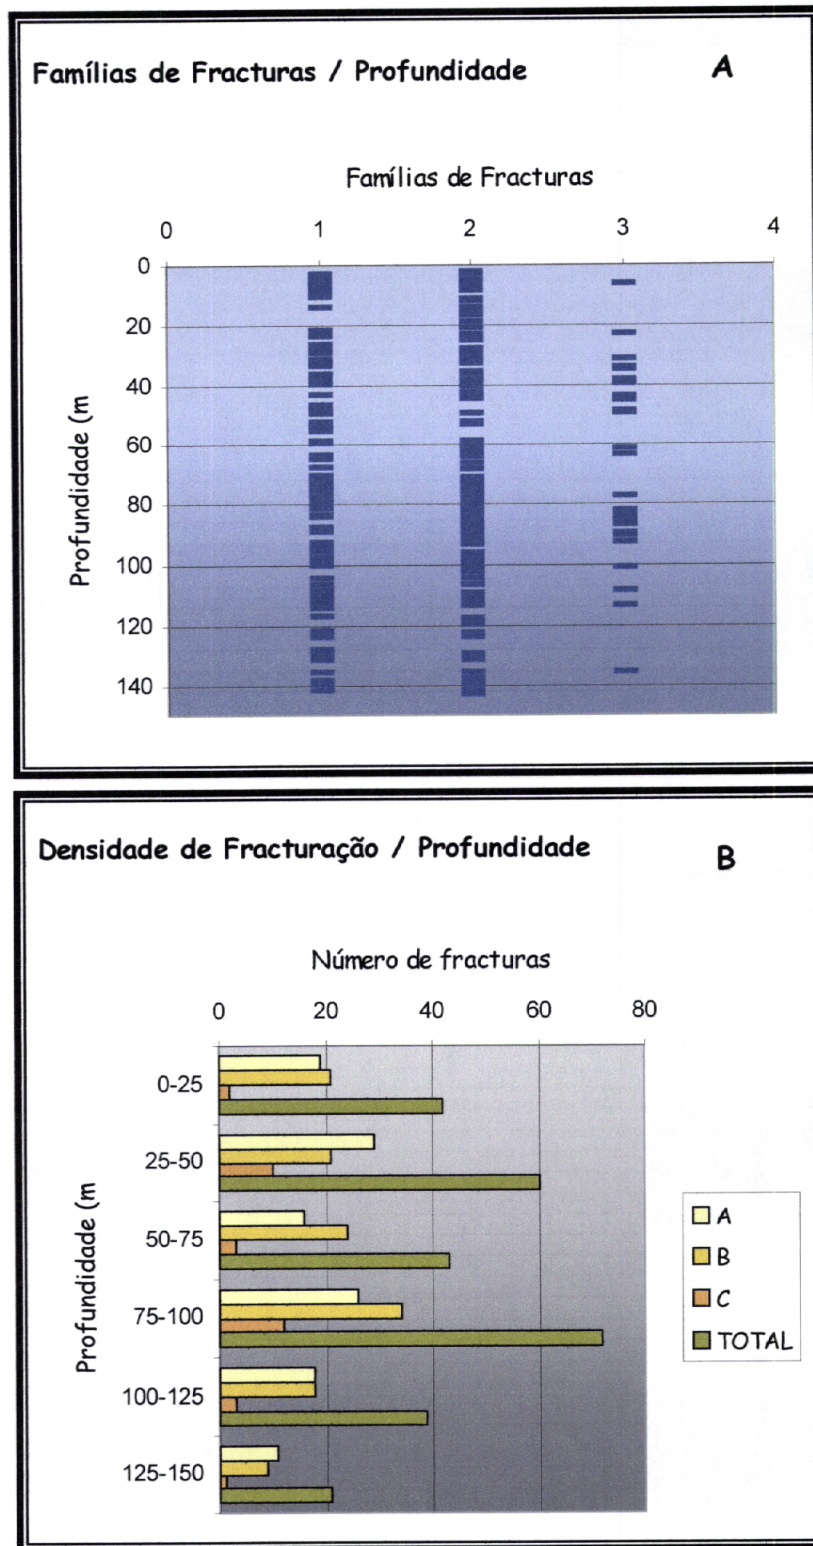 Famílias de Fracturas / Profundidade A
Famílias de Fracturas
0 1 2 3 4
0
20
40
60
80
100
120
140
Profundidade (m
Densidade de Fracturação / Profundidade B
Número de fracturas
0 20 40 60 80
0-25
25-50
50-75
75-100
100-125
125-150
Profundidade (m
A
B
C
TOTAL